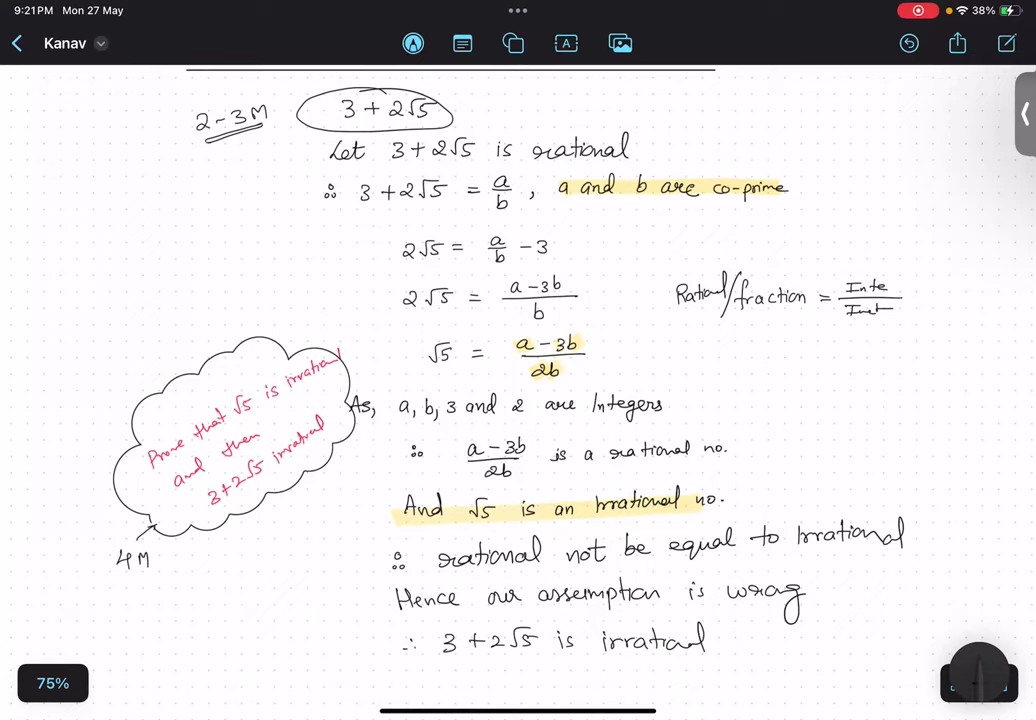 9:21 PM Mon 27 May
38%
Kanav
2-3M
3 + 2√5
Let 3 + 2√5 is rational
∴ 3 + 2√5 = a/b , a and b are co-prime
2√5 = a/b - 3
2√5 = (a - 3b)/b
Rational/fraction = Inte/
√5 = (a - 3b)/2b
As, a, b, 3 and 2 are Integers
∴ (a - 3b)/2b is a rational no.
And √5 is an Irrational no.
∴ rational not be equal to Irrational
Hence our assemption is wrong
∴ 3 + 2√5 is irrational
Prove that √5 is irrational
and then
3+2√5 irrational
4M
75%